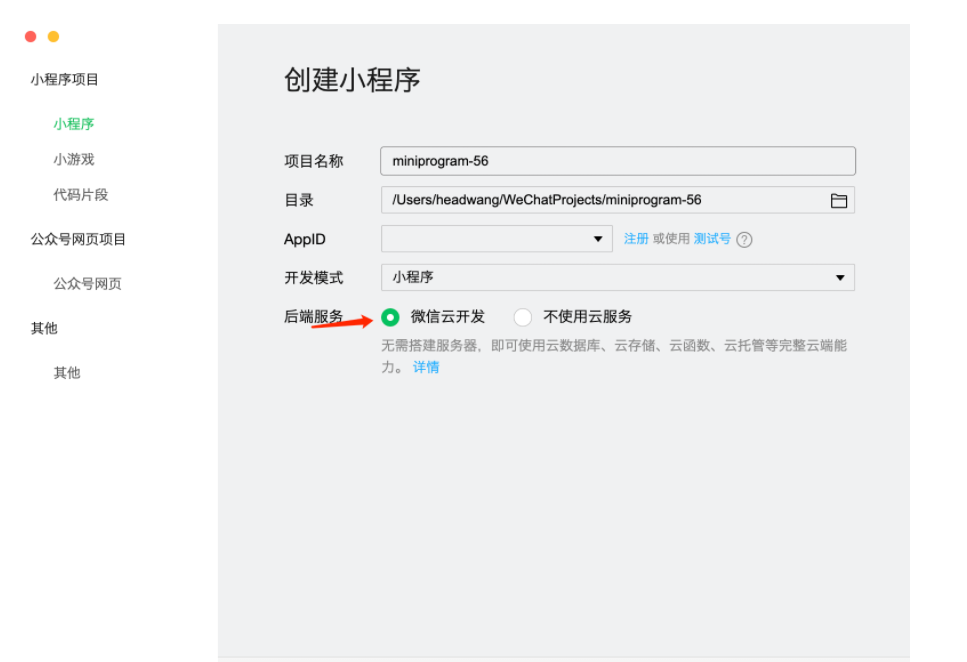 小程序项目
小程序
小游戏
代码片段
公众号网页项目
公众号网页
其他
其他
创建小程序
项目名称 miniprogram-56
目录 /Users/headwang/WeChatProjects/miniprogram-56
AppID 注册 或使用 测试号 ?
开发模式 小程序
后端服务 微信云开发 不使用云服务
无需搭建服务器，即可使用云数据库、云存储、云函数、云托管等完整云端能
力。 详情